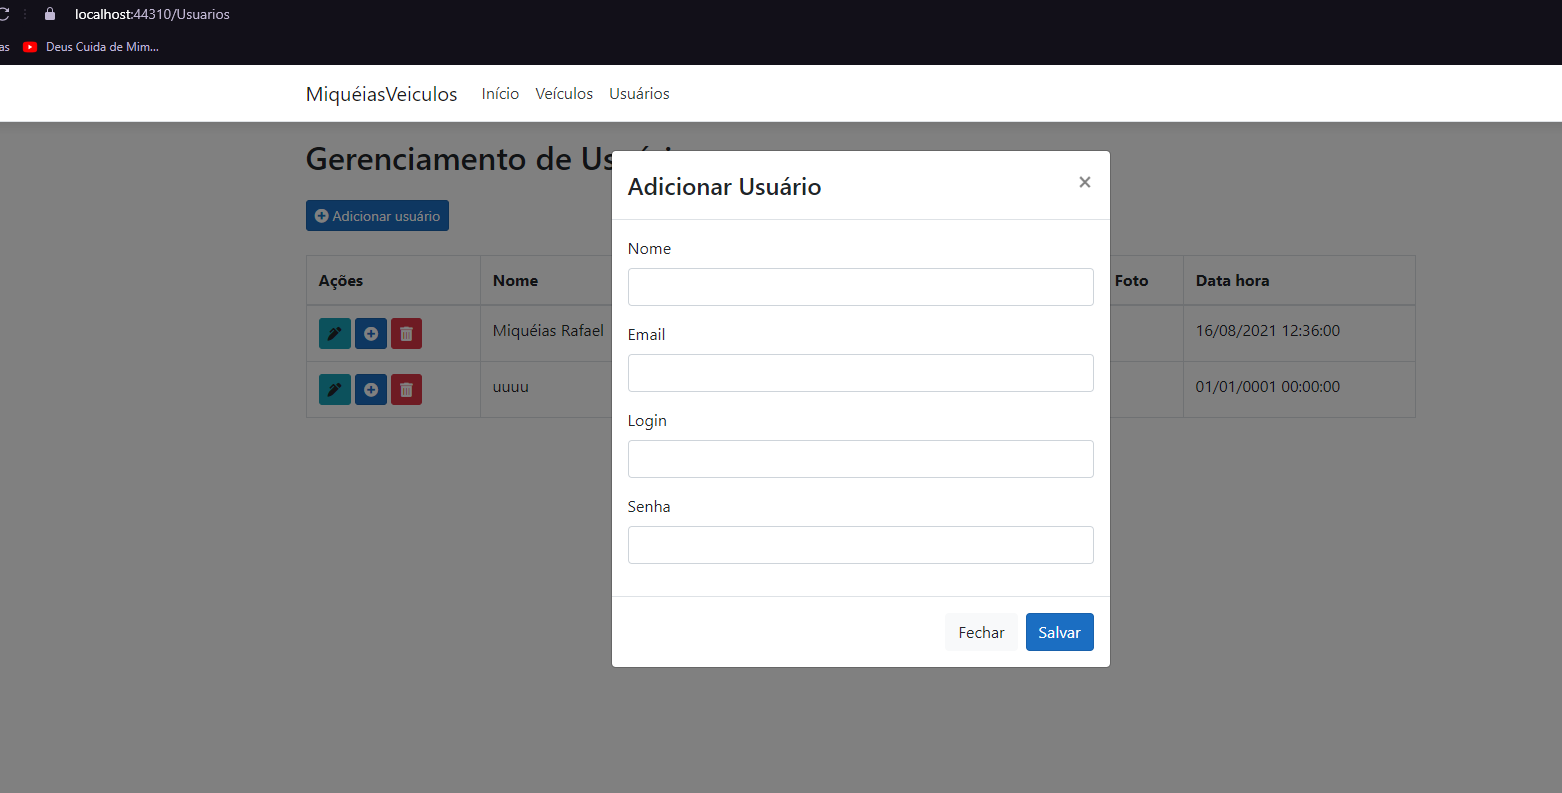 localhost:44310/Usuarios
as Deus Cuida de Mim...
MiquéiasVeiculos Início Veículos Usuários
Gerenciamento de
Adicionar usuário
Ações Nome Foto Data hora
Miquéias Rafael 16/08/2021 12:36:00
uuuu 01/01/0001 00:00:00
Adicionar Usuário ×
Nome
Email
Login
Senha
Fechar Salvar